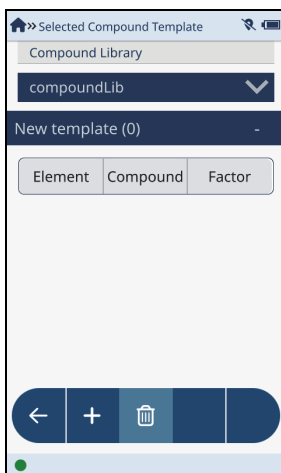 » Selected Compound Template
Compound Library
compoundLib
New template (0) -
Element Compound Factor